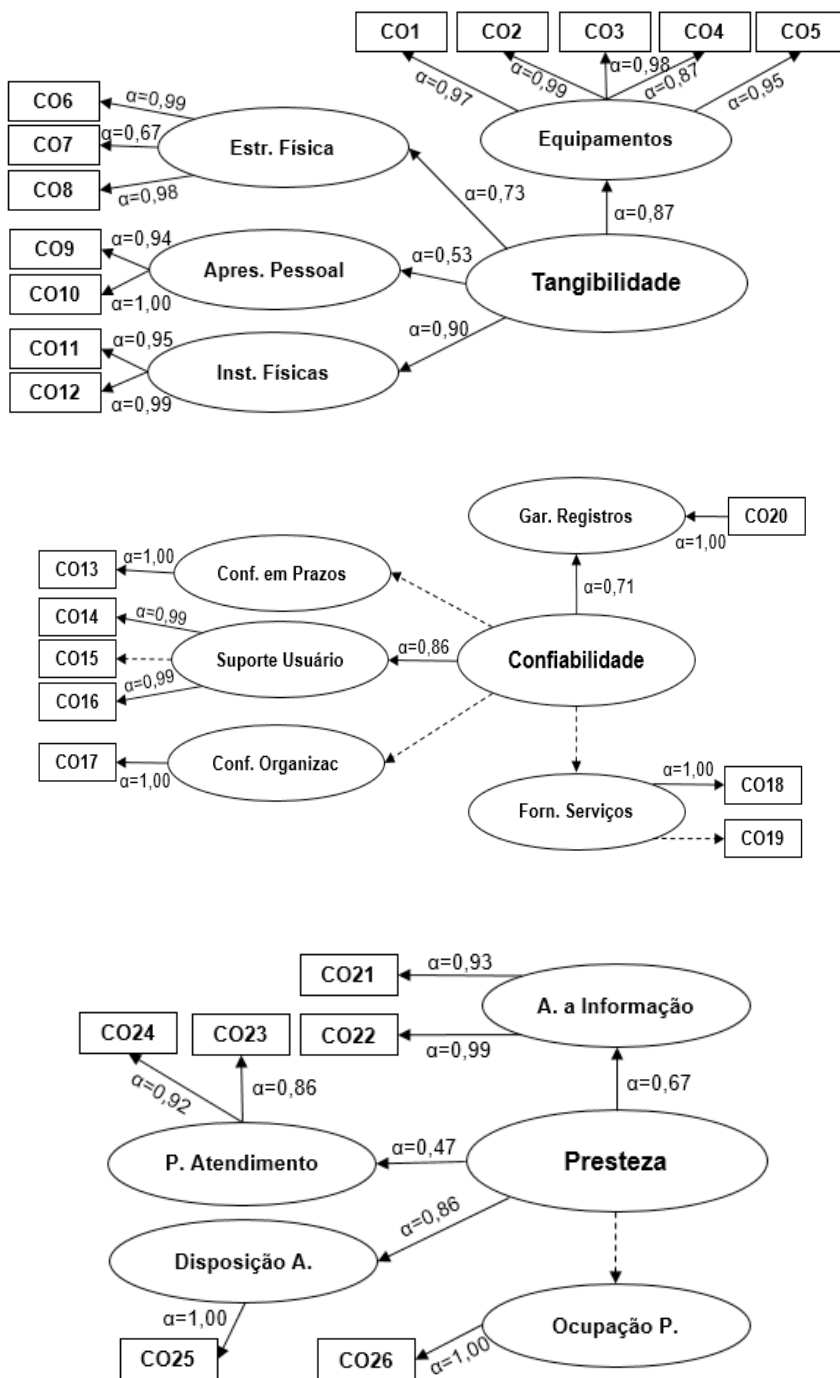 CO1 CO2 CO3 CO4 CO5
α=0,97 α=0,99 α=0,98 α=0,87 α=0,95
Equipamentos
CO6 α=0,99
CO7 α=0,67 Estr. Física
CO8 α=0,98
α=0,73 α=0,87
CO9 α=0,94
Apres. Pessoal α=0,53 Tangibilidade
CO10 α=1,00
α=0,90
CO11 α=0,95
Inst. Físicas
CO12 α=0,99
Gar. Registros CO20
α=1,00
CO13 α=1,00 Conf. em Prazos
α=0,71
CO14 α=0,99
CO15 Suporte Usuário α=0,86 Confiabilidade
CO16 α=0,99
CO17 α=1,00 Conf. Organizac
Forn. Serviços α=1,00 CO18
CO19
CO21 α=0,93
A. a Informação
CO22 α=0,99
CO24 CO23
α=0,92 α=0,86
α=0,67
P. Atendimento α=0,47 Presteza
α=0,86
Disposição A.
α=1,00
Ocupação P.
CO25 CO26 α=1,00